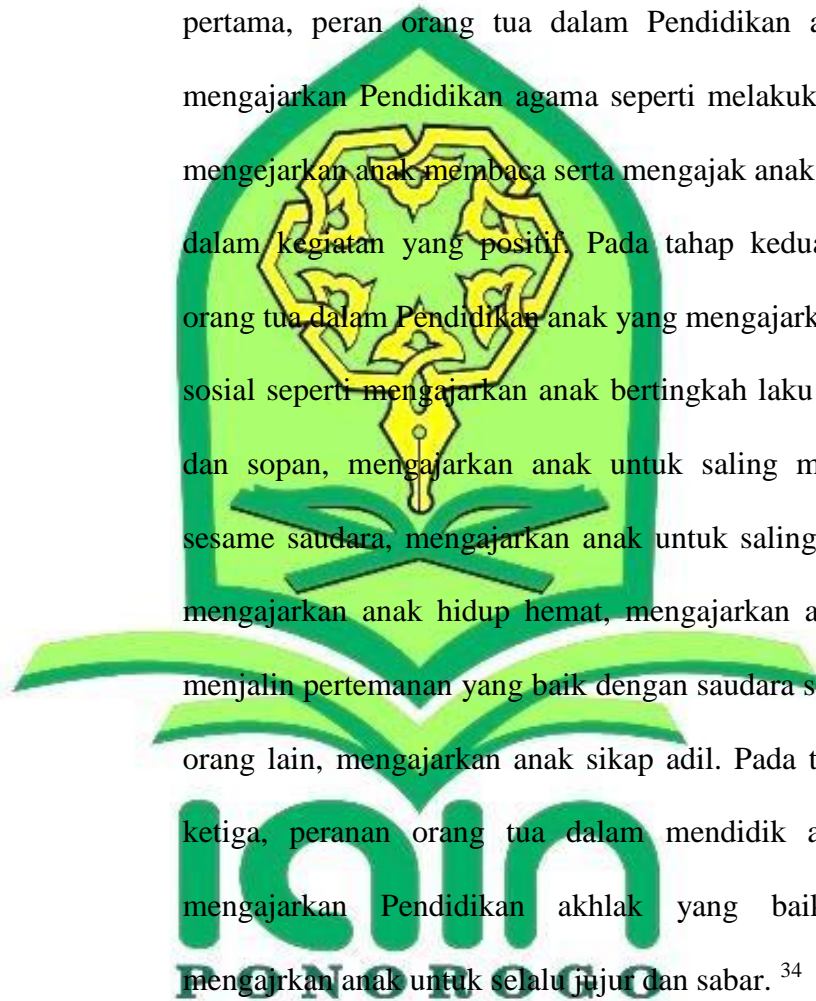 pertama, peran orang tua dalam Pendidikan a
mengajarkan Pendidikan agama seperti melakuk
mengejarkan anak membaca serta mengajak anak
dalam kegiatan yang positif. Pada tahap kedua
orang tua dalam Pendidikan anak yang mengajark
sosial seperti mengajarkan anak bertingkah laku
dan sopan, mengajarkan anak untuk saling m
sesame saudara, mengajarkan anak untuk saling
mengajarkan anak hidup hemat, mengajarkan a
menjalin pertemanan yang baik dengan saudara s
orang lain, mengajarkan anak sikap adil. Pada t
ketiga, peranan orang tua dalam mendidik a
mengajarkan Pendidikan akhlak yang baik
mengajrkan anak untuk selalu jujur dan sabar. 34
iain
PONOROGO